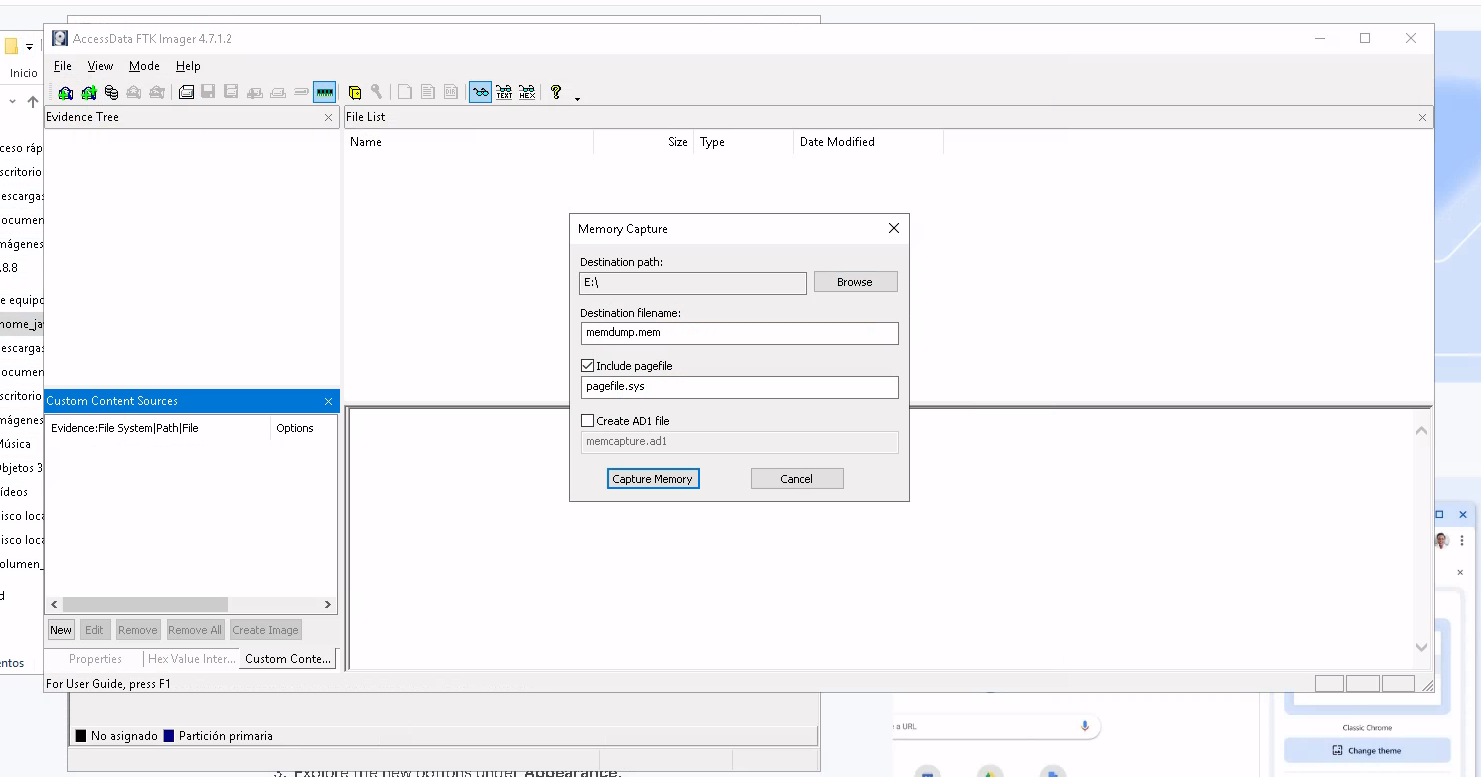 AccessData FTK Imager 4.7.1.2
File View Mode Help
Inicio
TEXT HEX
Evidence Tree
File List
Name Size Type Date Modified
ceso ráp
scritorio
escargas
ocumen
mágenes
.8.8
e equipo
home_ja
escargas
ocumen
scritorio
mágenes
Música
bjetos 3
ídeos
isco loca
isco loca
olumen_
d
entos
Memory Capture
Destination path:
E:\
Browse
Destination filename:
memdump.mem
Include pagefile
pagefile.sys
Create AD1 file
memcapture.ad1
Capture Memory Cancel
Custom Content Sources
Evidence:File System|Path|File Options
New Edit Remove Remove All Create Image
Properties Hex Value Inter... Custom Conte...
For User Guide, press F1
No asignado Partición primaria
3. Explore the new options under Appearance.
a URL
Classic Chrome
Change theme